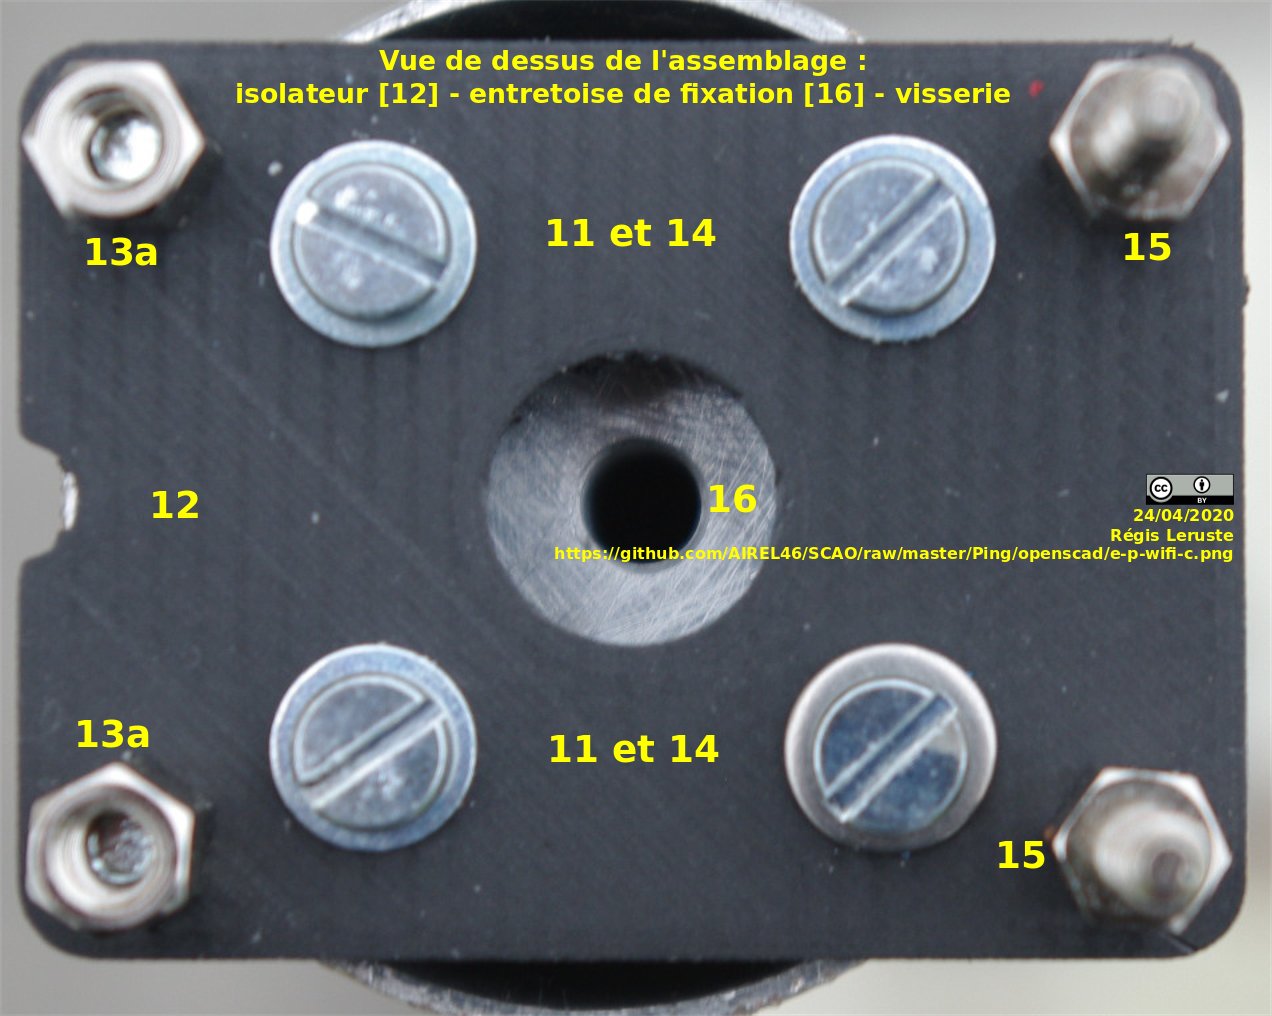 Vue de dessus de l'assemblage :
isolateur [12] - entretoise de fixation [16] - visserie
11 et 14
13a
15
12
16
cc
BY
24/04/2020
Régis Leruste
https://github.com/AIREL46/SCAO/raw/master/Ping/openscad/e-p-wifi-c.png
13a
11 et 14
15